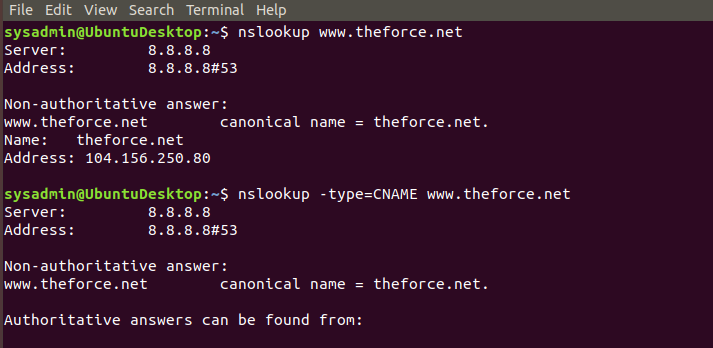 File Edit View Search Terminal Help
sysadmin@UbuntuDesktop:~$ nslookup www.theforce.net
Server: 8.8.8.8
Address: 8.8.8.8#53
Non-authoritative answer:
www.theforce.net canonical name = theforce.net.
Name: theforce.net
Address: 104.156.250.80
sysadmin@UbuntuDesktop:~$ nslookup -type=CNAME www.theforce.net
Server: 8.8.8.8
Address: 8.8.8.8#53
Non-authoritative answer:
www.theforce.net canonical name = theforce.net.
Authoritative answers can be found from: